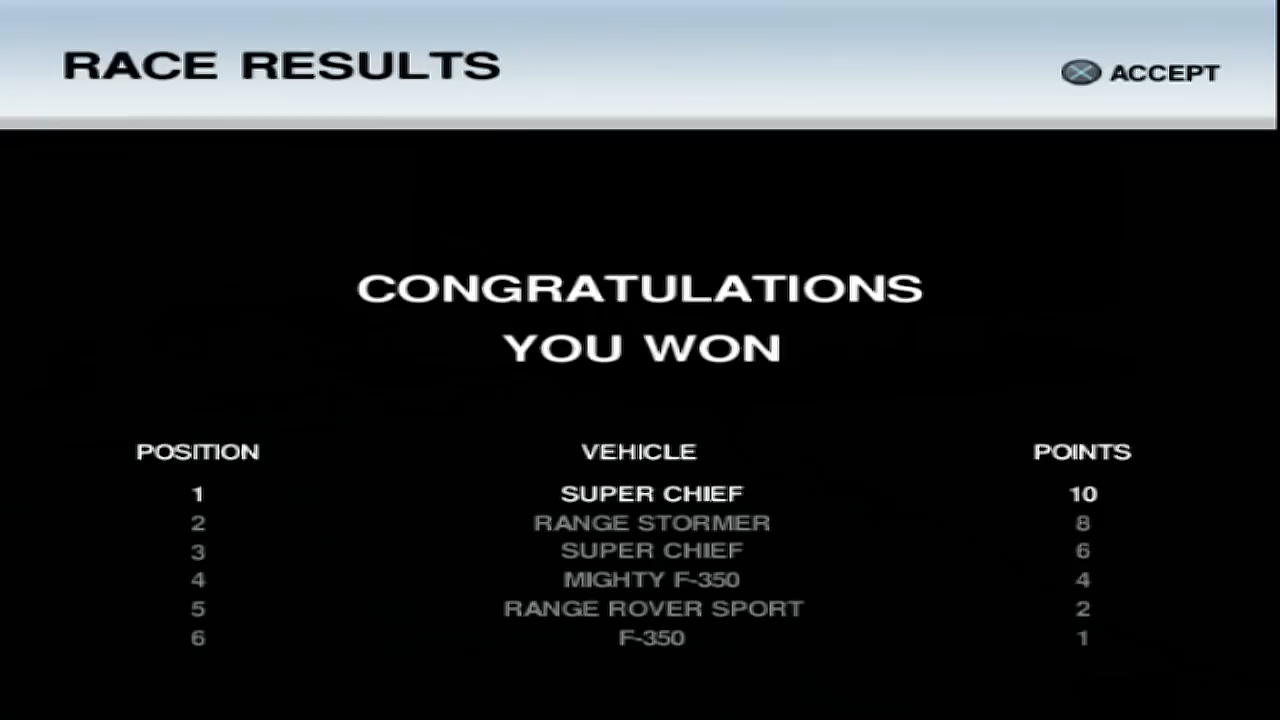 RACE RESULTS
ACCEPT
CONGRATULATIONS
YOU WON
POSITION VEHICLE POINTS
1 SUPER CHIEF 10
2 RANGE STORMER 8
3 SUPER CHIEF 6
4 MIGHTY F-350 4
5 RANGE ROVER SPORT 2
6 F-350 1